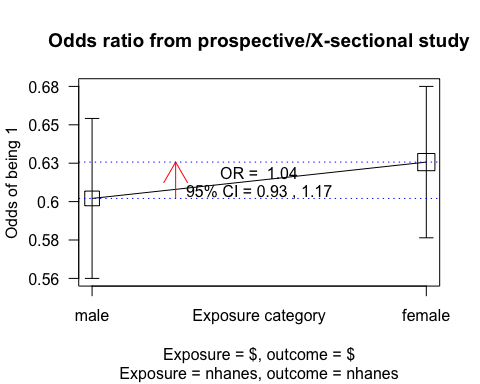 Odds ratio from prospective/X-sectional study
0.68
0.65
0.63
0.6
0.58
0.56
Odds of being 1
OR =  1.04
95% CI = 0.93 , 1.17
male
Exposure category
female
Exposure = $, outcome = $
Exposure = nhanes, outcome = nhanes